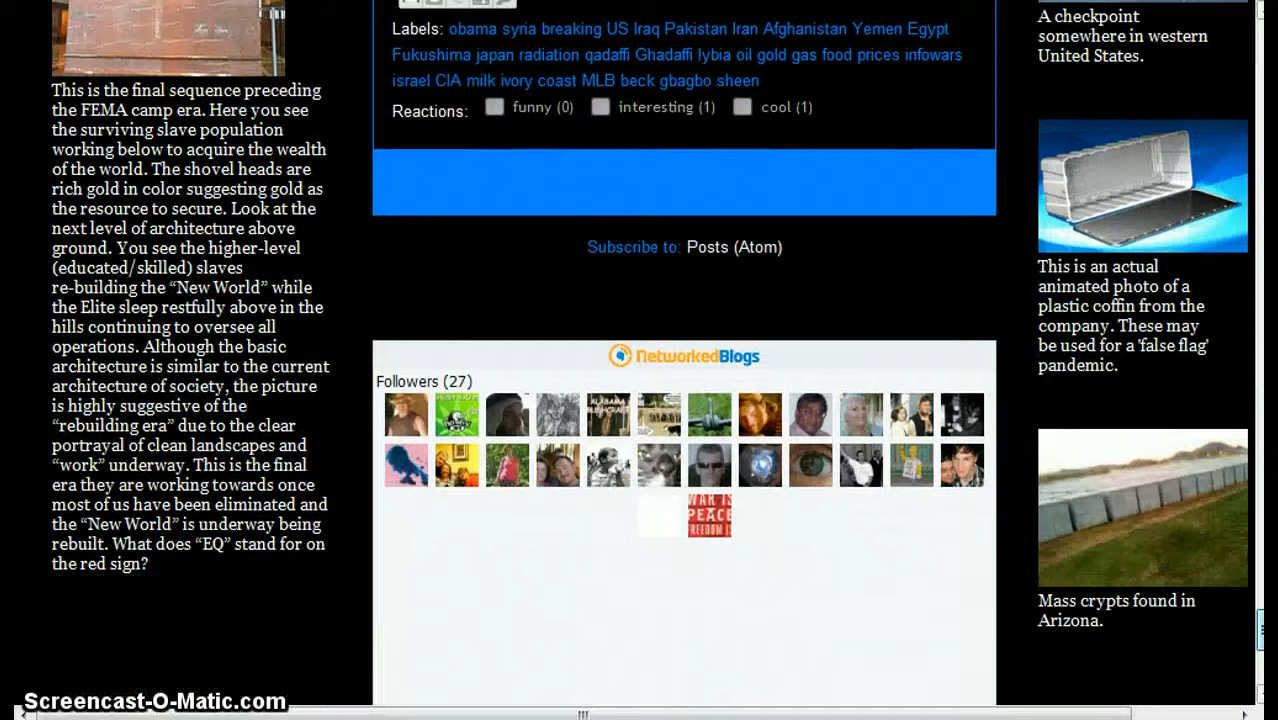 This is the final sequence preceding
the FEMA camp era. Here you see
the surviving slave population
working below to acquire the wealth
of the world. The shovel heads are
rich gold in color suggesting gold as
the resource to secure. Look at the
next level of architecture above
ground. You see the higher-level
(educated/skilled) slaves
re-building the “New World” while
the Elite sleep restfully above in the
hills continuing to oversee all
operations. Although the basic
architecture is similar to the current
architecture of society, the picture
is highly suggestive of the
“rebuilding era” due to the clear
portrayal of clean landscapes and
“work” underway. This is the final
era they are working towards once
most of us have been eliminated and
the “New World” is underway being
rebuilt. What does “EQ” stand for on
the red sign?
Labels: obama syria breaking US Iraq Pakistan Iran Afghanistan Yemen Egypt
Fukushima japan radiation qadaffi Ghadaffi lybia oil gold gas food prices infowars
israel CIA milk ivory coast MLB beck gbagbo sheen
Reactions: funny (0) interesting (1) cool (1)
Subscribe to: Posts (Atom)
NetworkedBlogs
Followers (27)
ALABAMA
WAR IS
PEACE
FREEDOM IS
A checkpoint
somewhere in western
United States.
This is an actual
animated photo of a
plastic coffin from the
company. These may
be used for a 'false flag'
pandemic.
Mass crypts found in
Arizona.
Screencast-O-Matic.com